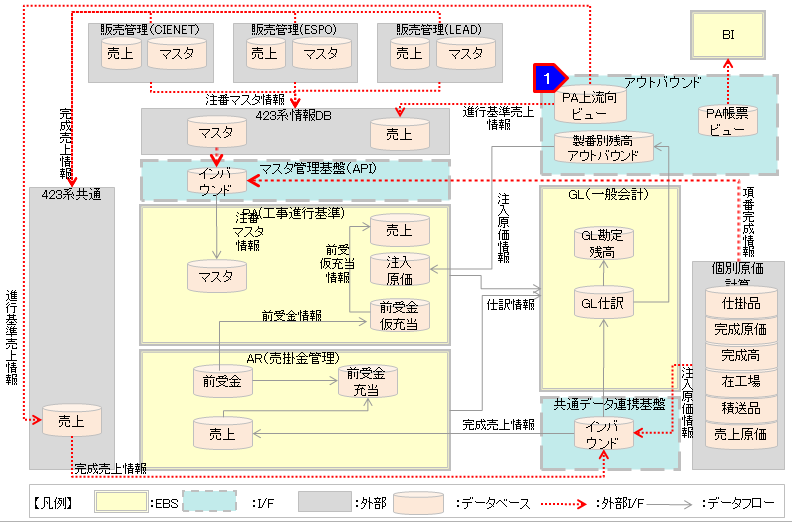 販売管理(CIENET)
売上
マスタ
販売管理(ESPO)
売上
マスタ
販売管理(LEAD)
売上
マスタ
BI
1
アウトバウンド
PA上流向
ビュー
PA帳票
ビュー
製番別残高
アウトバウンド
注番マスタ情報
423系情報DB
マスタ
売上
進行基準売上
情報
完成売上情報
マスタ管理基盤(API)
インバ
ウンド
423系共通
売上
進行基準売上情報
PA(工事進行基準)
注番
マスタ
情報
マスタ
前受
仮充当
情報
売上
注入
原価
前受金
仮充当
前受金情報
注入原価情報
仕訳情報
GL(一般会計)
GL勘定
残高
GL仕訳
項番完成情報
個別原価
計算
仕掛品
完成原価
完成高
在工場
積送品
売上原価
注入原価情報
AR(売掛金管理)
前受金
前受金
充当
売上
完成売上情報
共通データ連携基盤
インバ
ウンド
完成売上情報
【凡例】
:EBS
:I/F
:外部
:データベース
:外部I/F
:データフロー